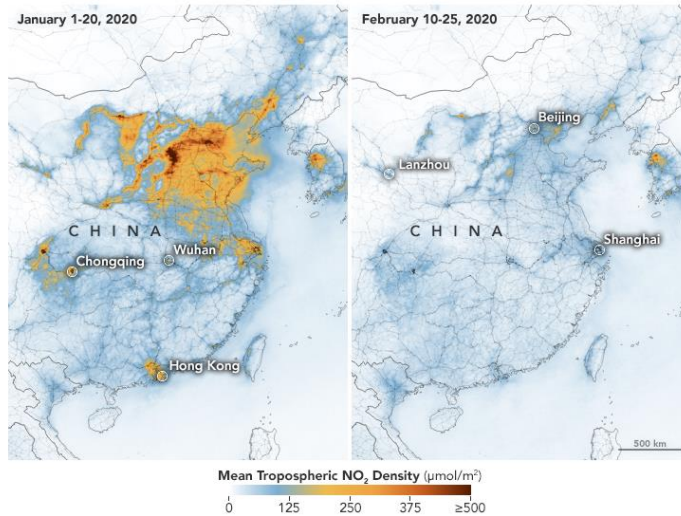 January 1-20, 2020
CHINA
Wuhan
Chongqing
Hong Kong
February 10-25, 2020
Beijing
Lanzhou
CHINA
Shanghai
500 km
Mean Tropospheric NO₂ Density (µmol/m²)
0 125 250 375 ≥500